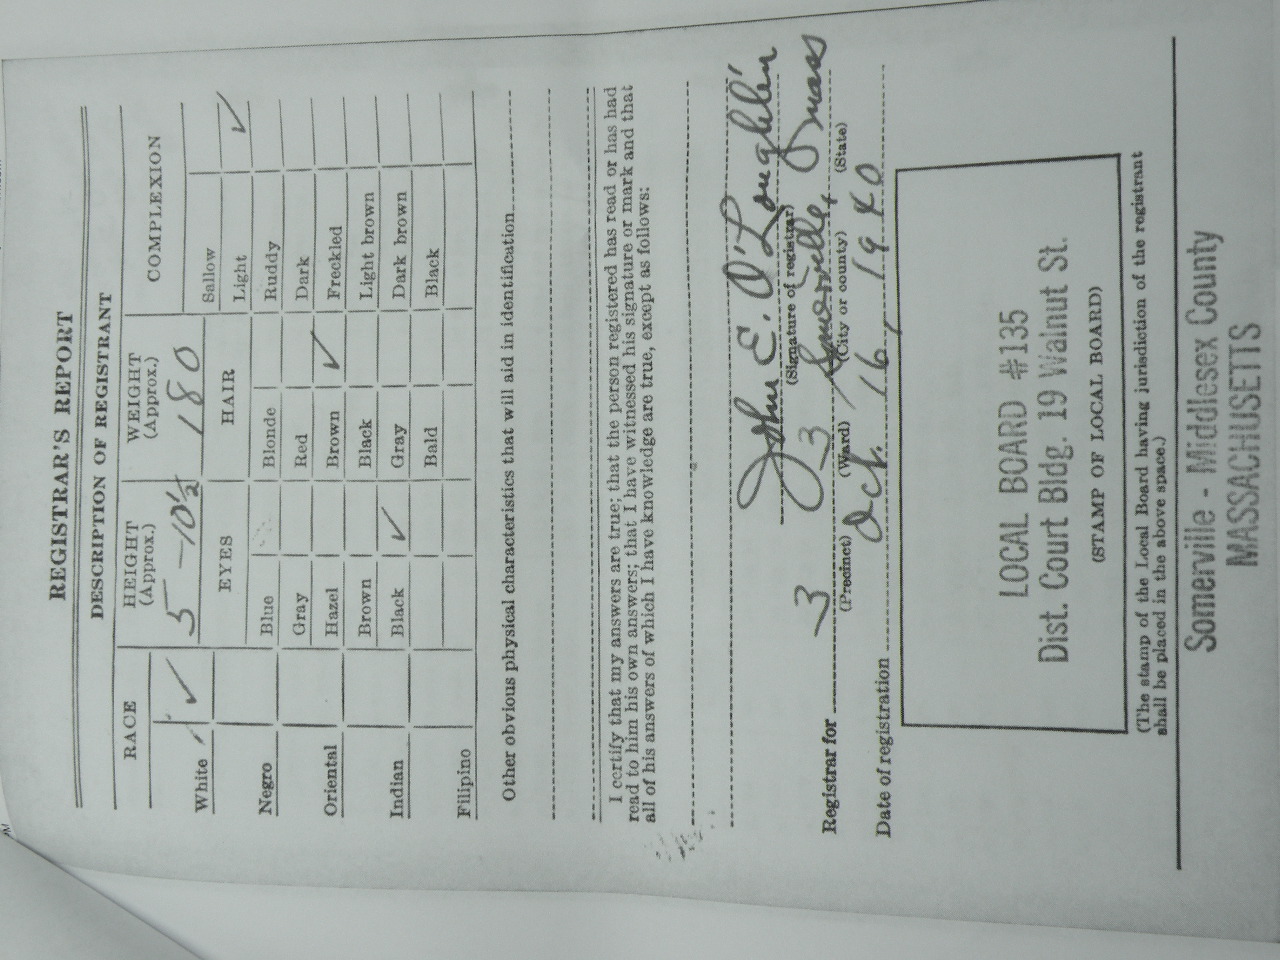 REGISTRAR'S REPORT
DESCRIPTION OF REGISTRANT
RACE HEIGHT (Approx.) WEIGHT (Approx.) COMPLEXION
5-10½ 180
White ✓ EYES HAIR Sallow
Light ✓
Negro Blue Blonde Ruddy
Gray Red Dark
Oriental Hazel Brown ✓ Freckled
Brown Black Light brown
Indian Black ✓ Gray Dark brown
Bald Black
Filipino
Other obvious physical characteristics that will aid in identification
I certify that my answers are true; that the person registered has read or has had
read to him his own answers; that I have witnessed his signature or mark and that
all of his answers of which I have knowledge are true, except as follows:
John E. O'Loughlin
(Signature of registrar)
Registrar for 3 3 Somerville, Mass
(Precinct) (Ward) (City or county) (State)
Date of registration Oct. 16, 1940
LOCAL BOARD #135
Dist. Court Bldg. 19 Walnut St.
(STAMP OF LOCAL BOARD)
(The stamp of the Local Board having jurisdiction of the registrant
shall be placed in the above space.)
Somerville - Middlesex County
MASSACHUSETTS